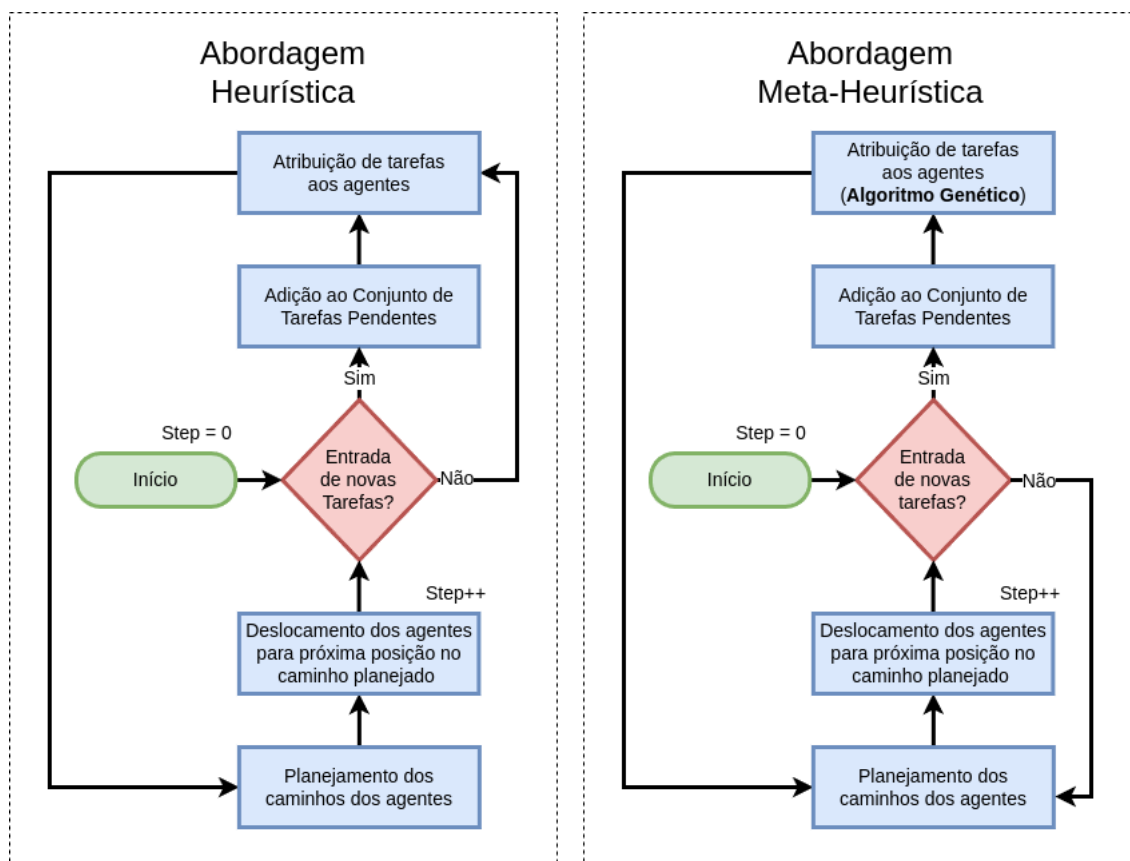 Abordagem
Heurística
Atribuição de tarefas
aos agentes
Adição ao Conjunto de
Tarefas Pendentes
Sim
Step = 0
Início
Entrada
de novas
Tarefas?
Não
Step++
Deslocamento dos agentes
para próxima posição no
caminho planejado
Planejamento dos
caminhos dos agentes
Abordagem
Meta-Heurística
Atribuição de tarefas
aos agentes
(Algoritmo Genético)
Adição ao Conjunto de
Tarefas Pendentes
Sim
Step = 0
Início
Entrada
de novas
tarefas?
Não
Step++
Deslocamento dos agentes
para próxima posição no
caminho planejado
Planejamento dos
caminhos dos agentes